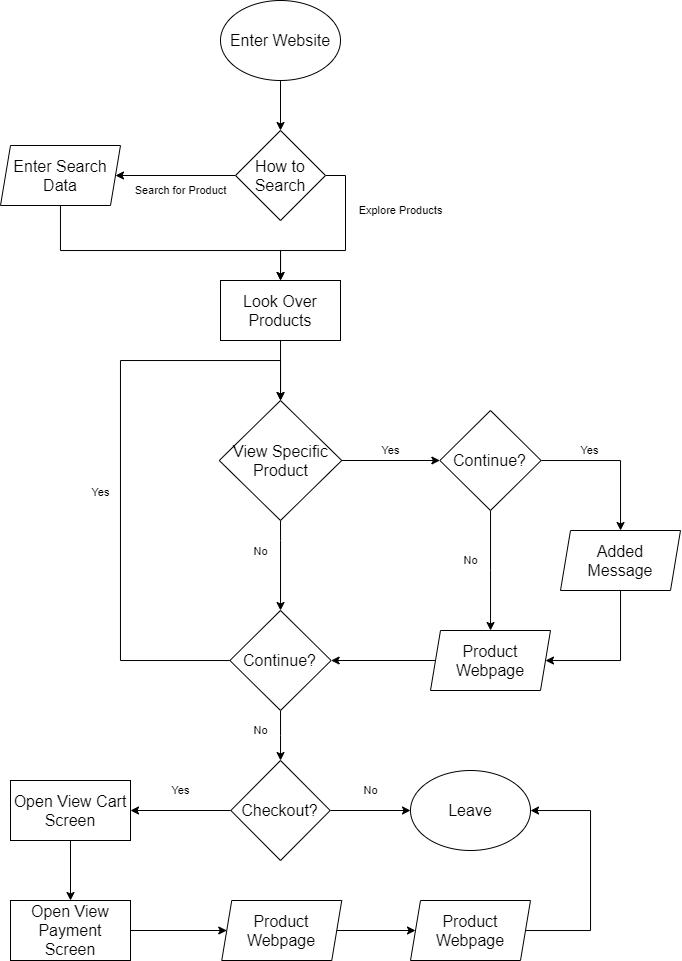 Enter Website
How to
Search
Enter Search
Data
Search for Product
Explore Products
Look Over
Products
View Specific
Product
Yes
Continue?
Yes
Yes
No
No
Added
Message
Continue?
Product
Webpage
No
Checkout?
Yes
No
Open View Cart
Screen
Leave
Open View
Payment
Screen
Product
Webpage
Product
Webpage